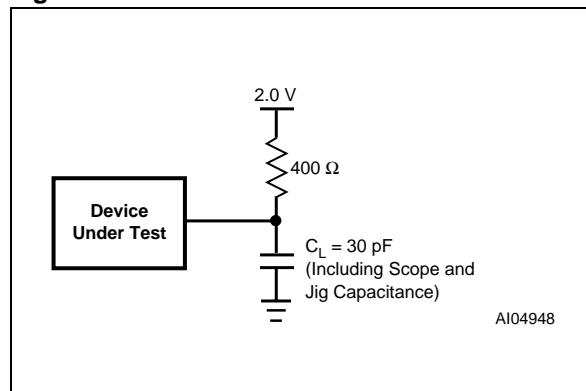 2.0 V
400 Ω
Device
Under Test
C_L = 30 pF
(Including Scope and
Jig Capacitance)
AI04948